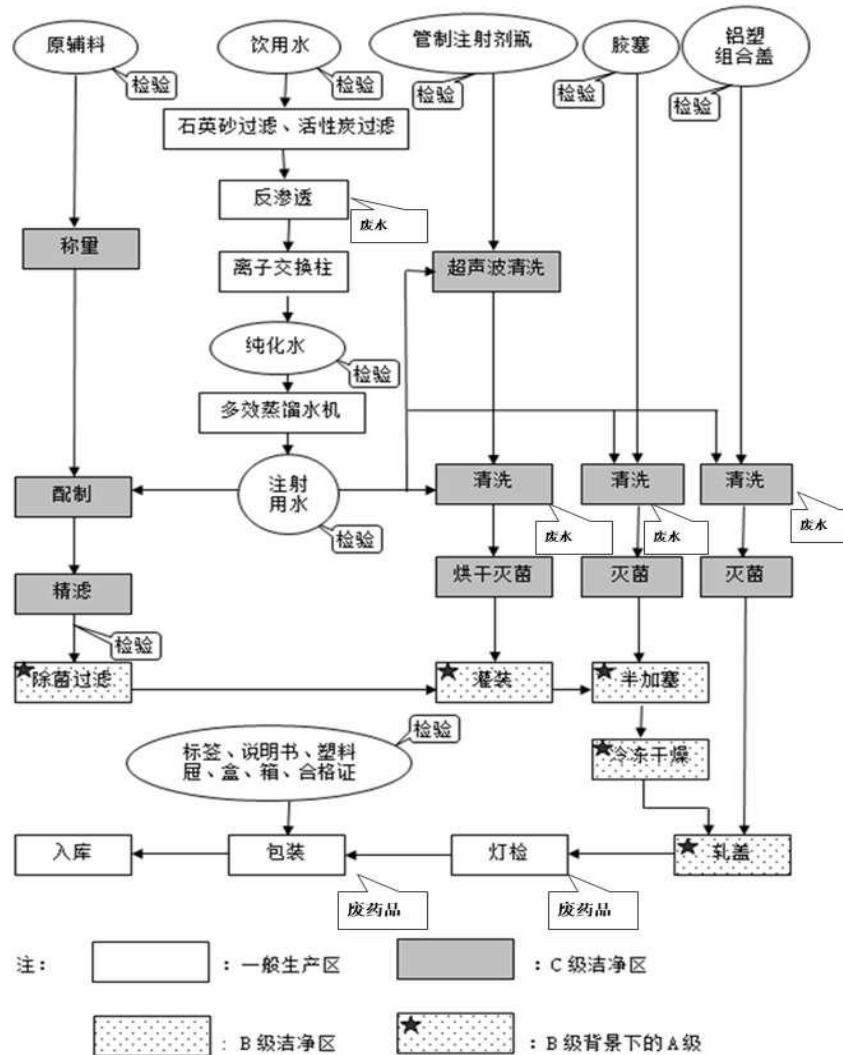 原辅料
检验
饮用水
检验
管制注射剂瓶
检验
胶塞
检验
铝塑
组合盖
检验
石英砂过滤、活性炭过滤
反渗透
废水
称量
离子交换柱
超声波清洗
纯化水
检验
多效蒸馏水机
配制
注射
用水
检验
清洗
废水
清洗
废水
清洗
废水
精滤
检验
烘干灭菌
灭菌
灭菌
★除菌过滤
★灌装
★半加塞
标签、说明书、塑料
屉、盒、箱、合格证
检验
★冷冻干燥
入库
包装
废药品
灯检
废药品
★轧盖
注：
：一般生产区
：C级洁净区
：B级洁净区
★
：B级背景下的A级